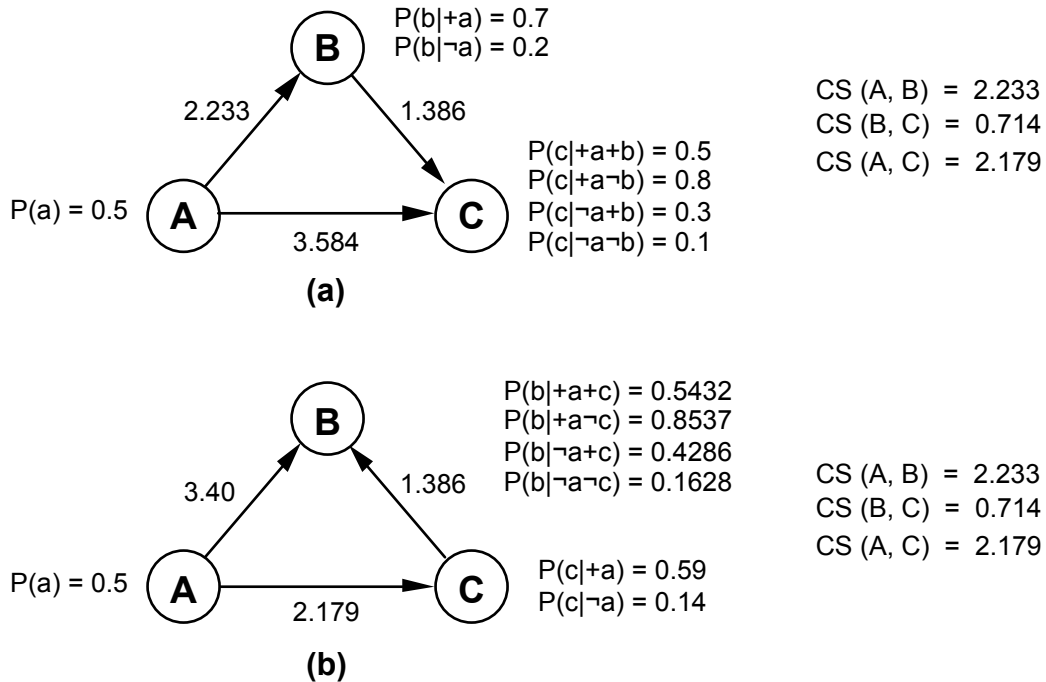 P(b|+a) = 0.7
P(b|¬a) = 0.2
B
2.233
1.386
CS (A, B) = 2.233
CS (B, C) = 0.714
CS (A, C) = 2.179
P(c|+a+b) = 0.5
P(c|+a¬b) = 0.8
P(c|¬a+b) = 0.3
P(c|¬a¬b) = 0.1
P(a) = 0.5
A
C
3.584
(a)
P(b|+a+c) = 0.5432
P(b|+a¬c) = 0.8537
P(b|¬a+c) = 0.4286
P(b|¬a¬c) = 0.1628
B
3.40
1.386
CS (A, B) = 2.233
CS (B, C) = 0.714
CS (A, C) = 2.179
P(a) = 0.5
A
C
P(c|+a) = 0.59
P(c|¬a) = 0.14
2.179
(b)